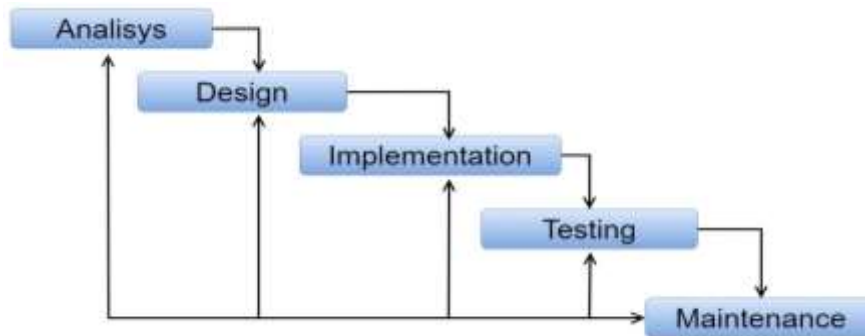 Analisys
Design
Implementation
Testing
Maintenance